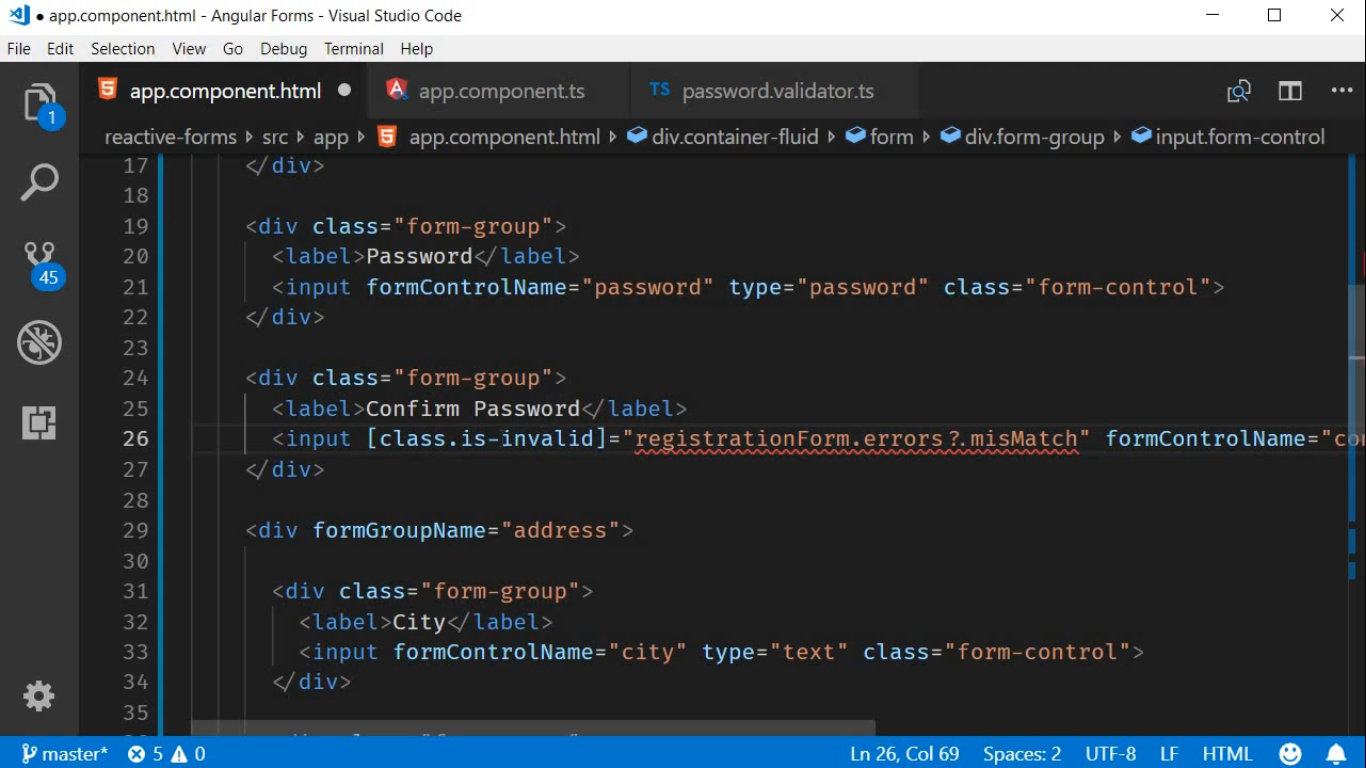 app.component.html - Angular Forms - Visual Studio Code
File Edit Selection View Go Debug Terminal Help
app.component.html app.component.ts TS password.validator.ts
1
reactive-forms src app app.component.html div.container-fluid form div.form-group input.form-control
17 </div>
18
19 <div class="form-group">
20 <label>Password</label>
21 <input formControlName="password" type="password" class="form-control">
22 </div>
23
24 <div class="form-group">
25 <label>Confirm Password</label>
26 <input [class.is-invalid]="registrationForm.errors?.misMatch" formControlName="co
45
27 </div>
28
29 <div formGroupName="address">
30
31 <div class="form-group">
32 <label>City</label>
33 <input formControlName="city" type="text" class="form-control">
34 </div>
35
master* 5 0 Ln 26, Col 69 Spaces: 2 UTF-8 LF HTML